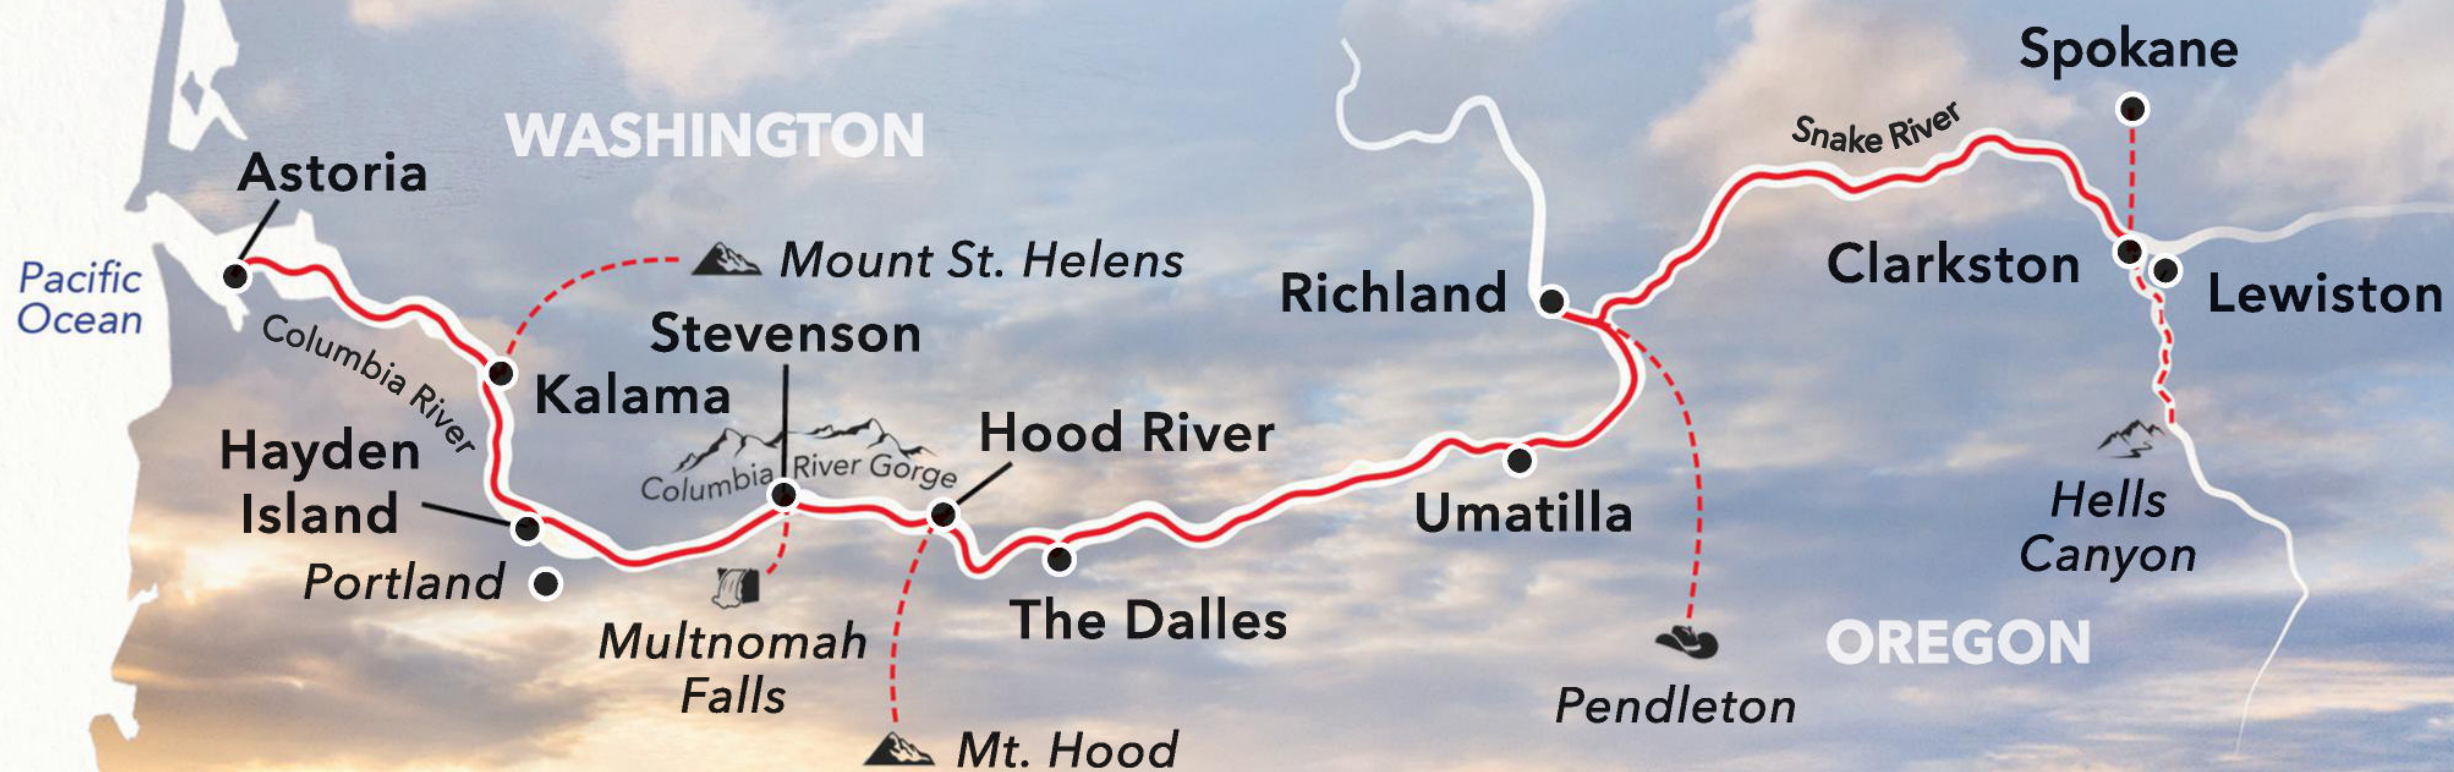 Spokane
Snake River
WASHINGTON
Astoria
Mount St. Helens
Pacific
Ocean
Columbia River
Stevenson
Kalama
Richland
Clarkston
Lewiston
Hayden
Island
Columbia River Gorge
Hood River
Umatilla
Hells
Canyon
Portland
Multnomah
Falls
The Dalles
OREGON
Pendleton
Mt. Hood